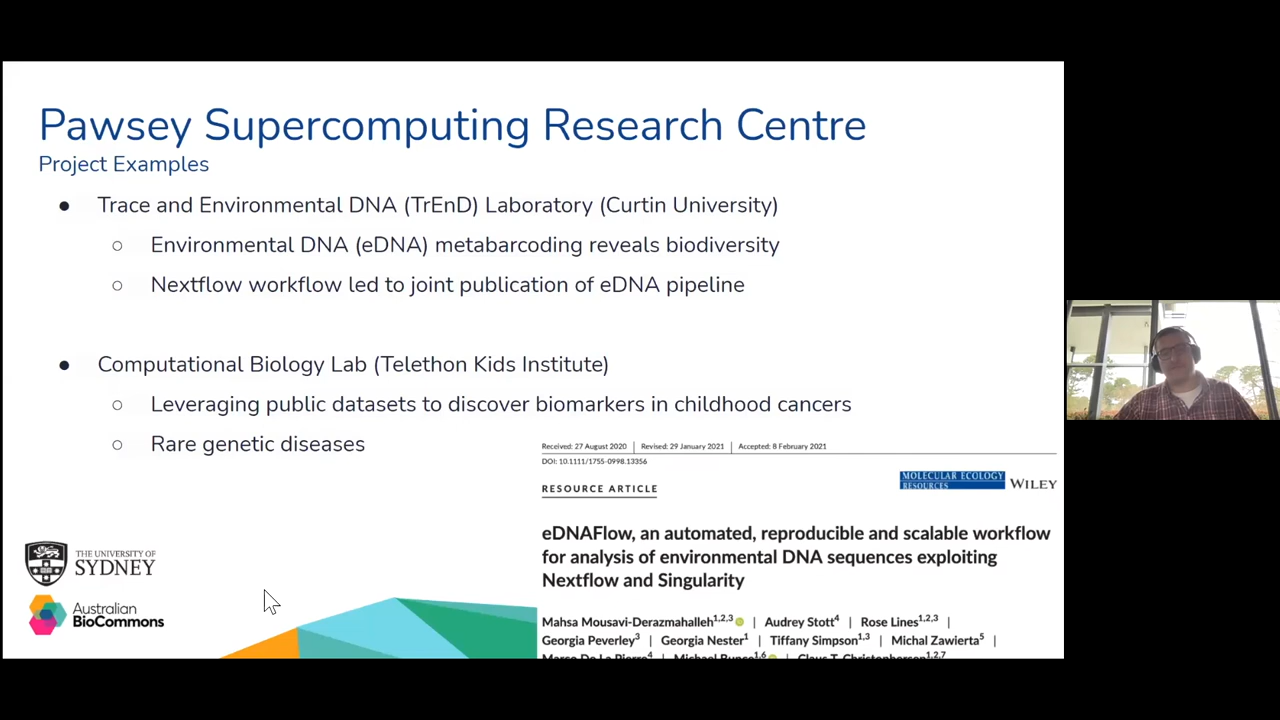 Pawsey Supercomputing Research Centre
Project Examples
● Trace and Environmental DNA (TrEnD) Laboratory (Curtin University)
○ Environmental DNA (eDNA) metabarcoding reveals biodiversity
○ Nextflow workflow led to joint publication of eDNA pipeline
● Computational Biology Lab (Telethon Kids Institute)
○ Leveraging public datasets to discover biomarkers in childhood cancers
○ Rare genetic diseases
Received: 27 August 2020 | Revised: 29 January 2021 | Accepted: 8 February 2021
DOI: 10.1111/1755-0998.13356
RESOURCE ARTICLE
MOLECULAR ECOLOGY
RESOURCES
WILEY
eDNAFlow, an automated, reproducible and scalable workflow
for analysis of environmental DNA sequences exploiting
Nextflow and Singularity
Mahsa Mousavi-Derazmahalleh1,2,3 | Audrey Stott4 | Rose Lines1,2,3 |
Georgia Peverley3 | Georgia Nester1 | Tiffany Simpson1,3 | Michal Zawierta5 |
Marco De La Pierre4 | Michael Bunce1,6 | Claus T. Christophersen1,2,7
THE UNIVERSITY OF
SYDNEY
Australian
BioCommons